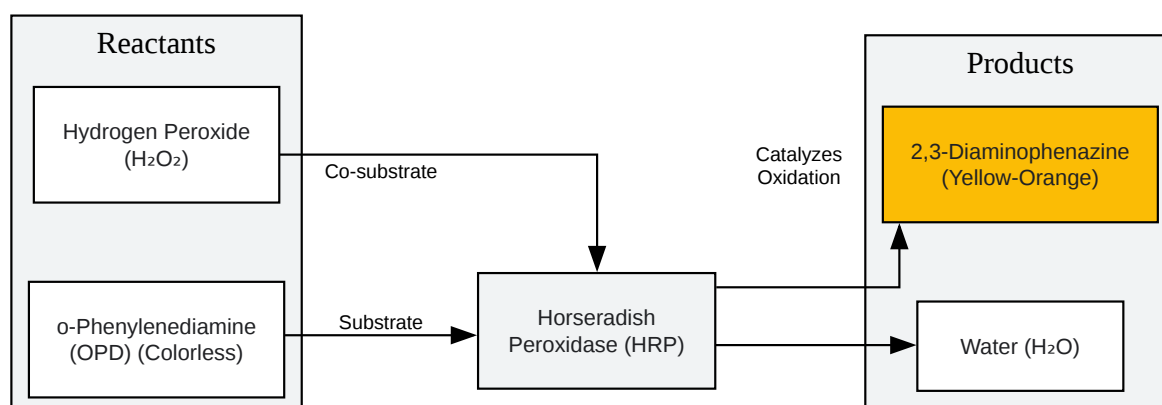 Reactants
Hydrogen Peroxide
(H₂O₂)
Co-substrate
o-Phenylenediamine
(OPD) (Colorless)
Substrate
Horseradish
Peroxidase (HRP)
Catalyzes
Oxidation
Products
2,3-Diaminophenazine
(Yellow-Orange)
Water (H₂O)